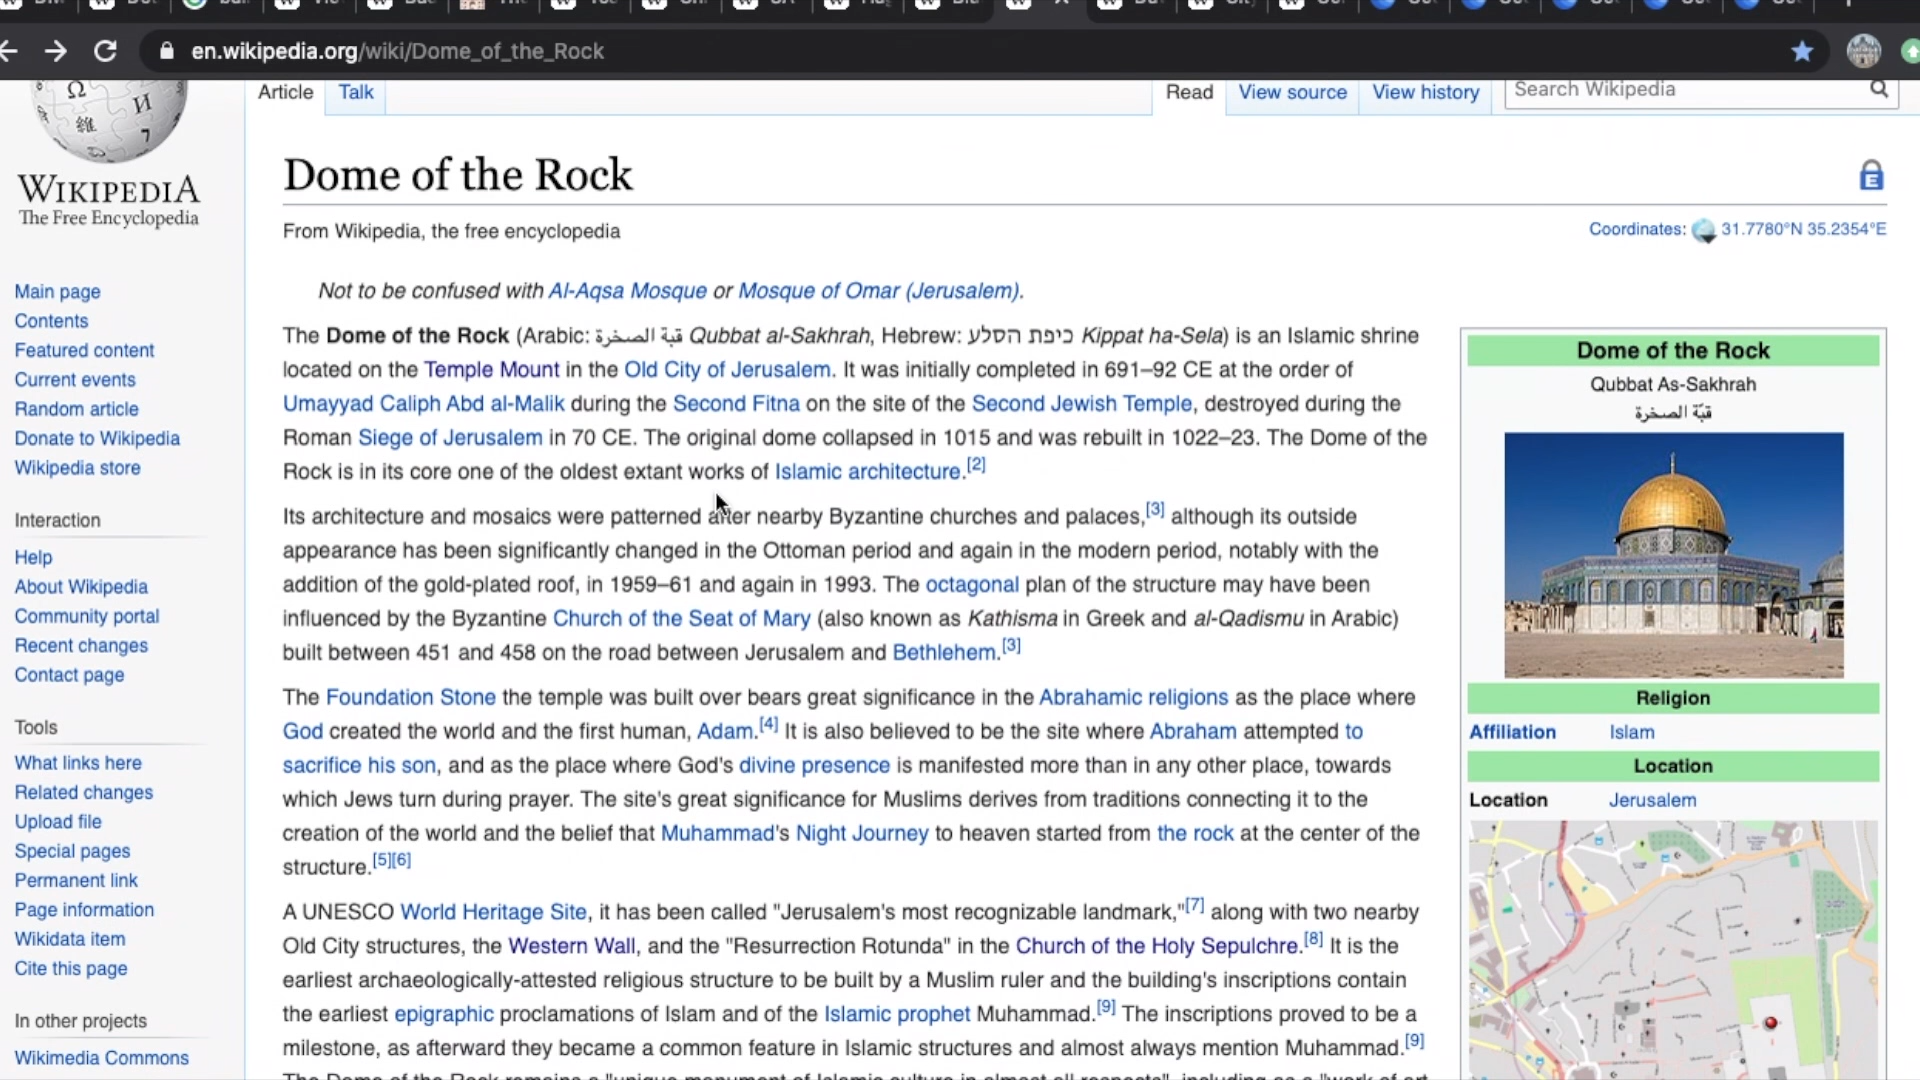 en.wikipedia.org/wiki/Dome_of_the_Rock
Article
Talk
Read
View source
View history
Search Wikipedia
WIKIPEDIA
The Free Encyclopedia
Main page
Contents
Featured content
Current events
Random article
Donate to Wikipedia
Wikipedia store
Interaction
Help
About Wikipedia
Community portal
Recent changes
Contact page
Tools
What links here
Related changes
Upload file
Special pages
Permanent link
Page information
Wikidata item
Cite this page
In other projects
Wikimedia Commons
Dome of the Rock
From Wikipedia, the free encyclopedia
Coordinates: 31.7780°N 35.2354°E
Not to be confused with Al-Aqsa Mosque or Mosque of Omar (Jerusalem).
The Dome of the Rock (Arabic: قبة الصخرة Qubbat al-Sakhrah, Hebrew: כיפת הסלע Kippat ha-Sela) is an Islamic shrine
located on the Temple Mount in the Old City of Jerusalem. It was initially completed in 691–92 CE at the order of
Umayyad Caliph Abd al-Malik during the Second Fitna on the site of the Second Jewish Temple, destroyed during the
Roman Siege of Jerusalem in 70 CE. The original dome collapsed in 1015 and was rebuilt in 1022–23. The Dome of the
Rock is in its core one of the oldest extant works of Islamic architecture.[2]
Its architecture and mosaics were patterned after nearby Byzantine churches and palaces,[3] although its outside
appearance has been significantly changed in the Ottoman period and again in the modern period, notably with the
addition of the gold-plated roof, in 1959–61 and again in 1993. The octagonal plan of the structure may have been
influenced by the Byzantine Church of the Seat of Mary (also known as Kathisma in Greek and al-Qadismu in Arabic)
built between 451 and 458 on the road between Jerusalem and Bethlehem.[3]
The Foundation Stone the temple was built over bears great significance in the Abrahamic religions as the place where
God created the world and the first human, Adam.[4] It is also believed to be the site where Abraham attempted to
sacrifice his son, and as the place where God's divine presence is manifested more than in any other place, towards
which Jews turn during prayer. The site's great significance for Muslims derives from traditions connecting it to the
creation of the world and the belief that Muhammad's Night Journey to heaven started from the rock at the center of the
structure.[5][6]
A UNESCO World Heritage Site, it has been called "Jerusalem's most recognizable landmark,"[7] along with two nearby
Old City structures, the Western Wall, and the "Resurrection Rotunda" in the Church of the Holy Sepulchre.[8] It is the
earliest archaeologically-attested religious structure to be built by a Muslim ruler and the building's inscriptions contain
the earliest epigraphic proclamations of Islam and of the Islamic prophet Muhammad.[9] The inscriptions proved to be a
milestone, as afterward they became a common feature in Islamic structures and almost always mention Muhammad.[9]
The Dome of the Rock remains a "unique monument of Islamic culture in almost all respects", including as a "work of art
Dome of the Rock
Qubbat As-Sakhrah
قبّة الصخرة
Religion
Affiliation Islam
Location
Location Jerusalem